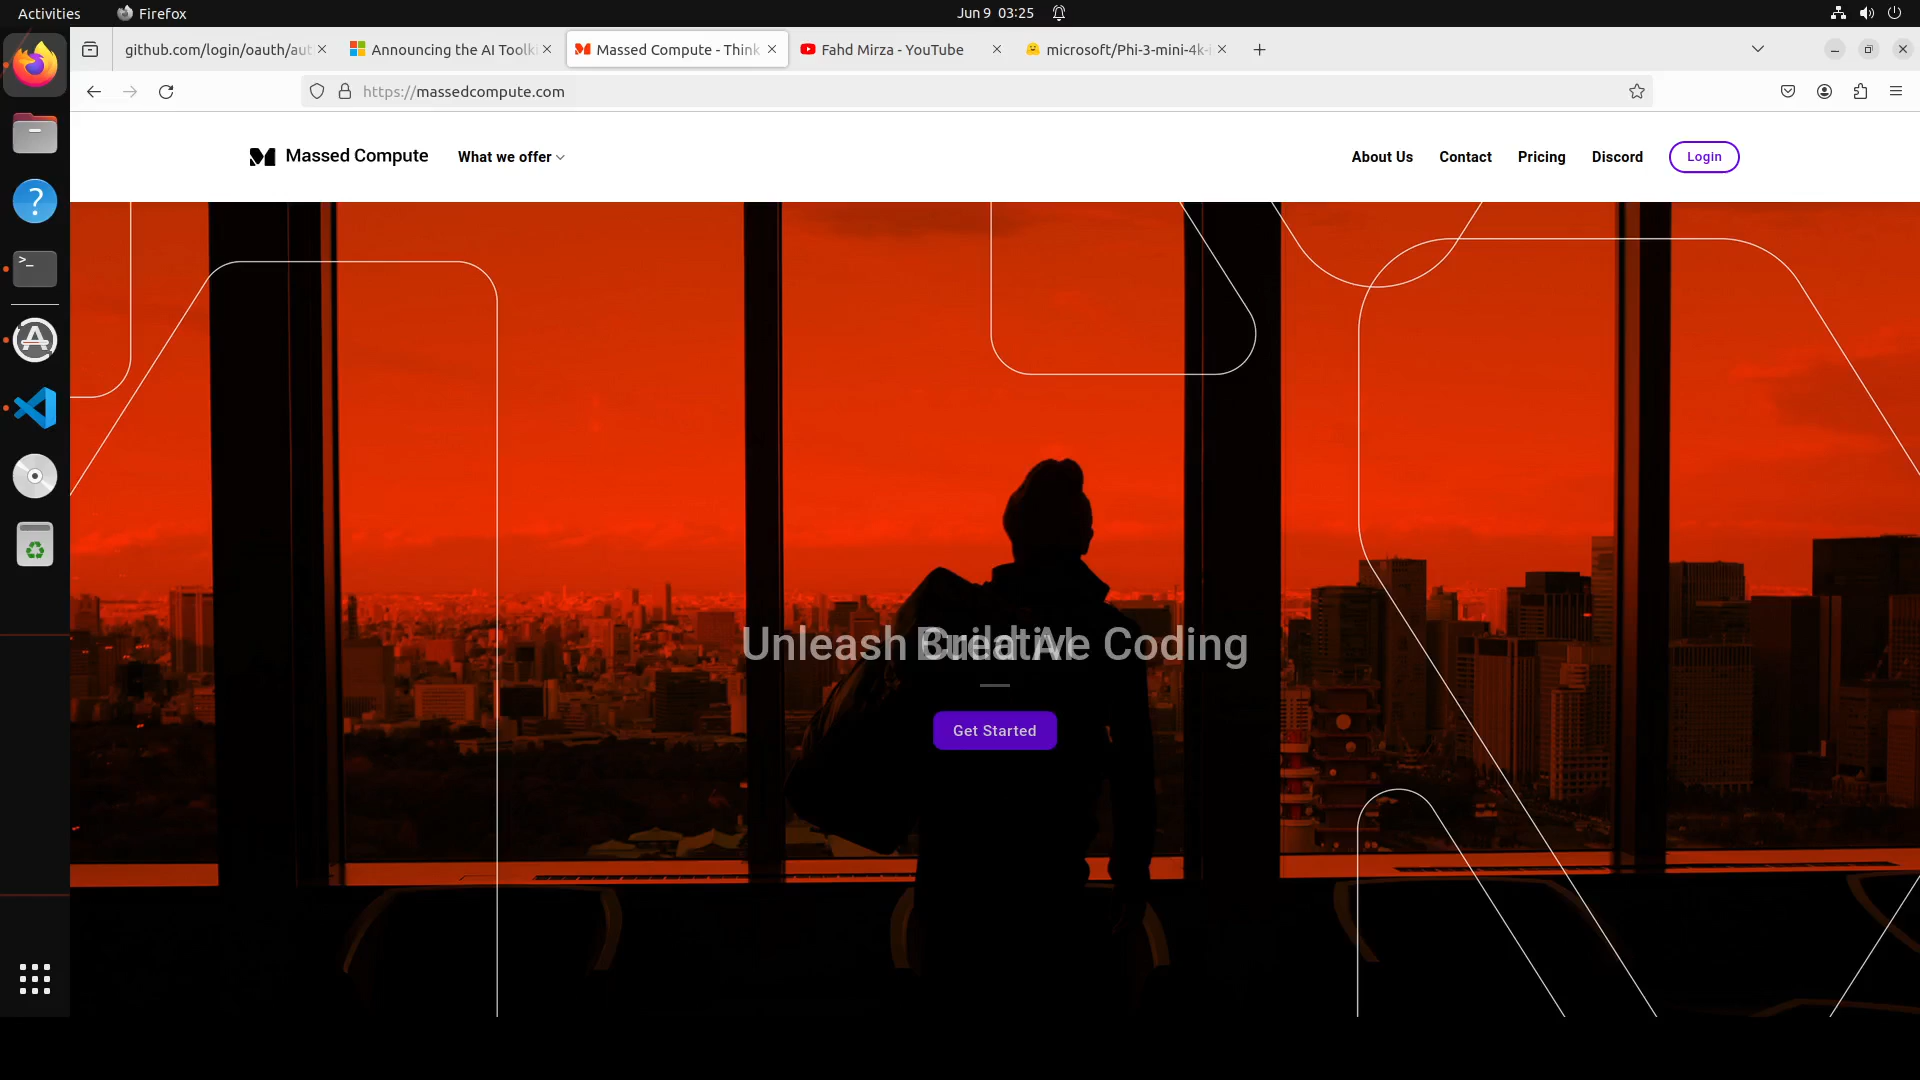 Activities Firefox Jun 9 03:25
github.com/login/oauth/aut Announcing the AI Toolki Massed Compute - Think Fahd Mirza - YouTube microsoft/Phi-3-mini-4k-i
https://massedcompute.com
Massed Compute What we offer About Us Contact Pricing Discord Login
Unleash Creative Coding
Build AI
Get Started